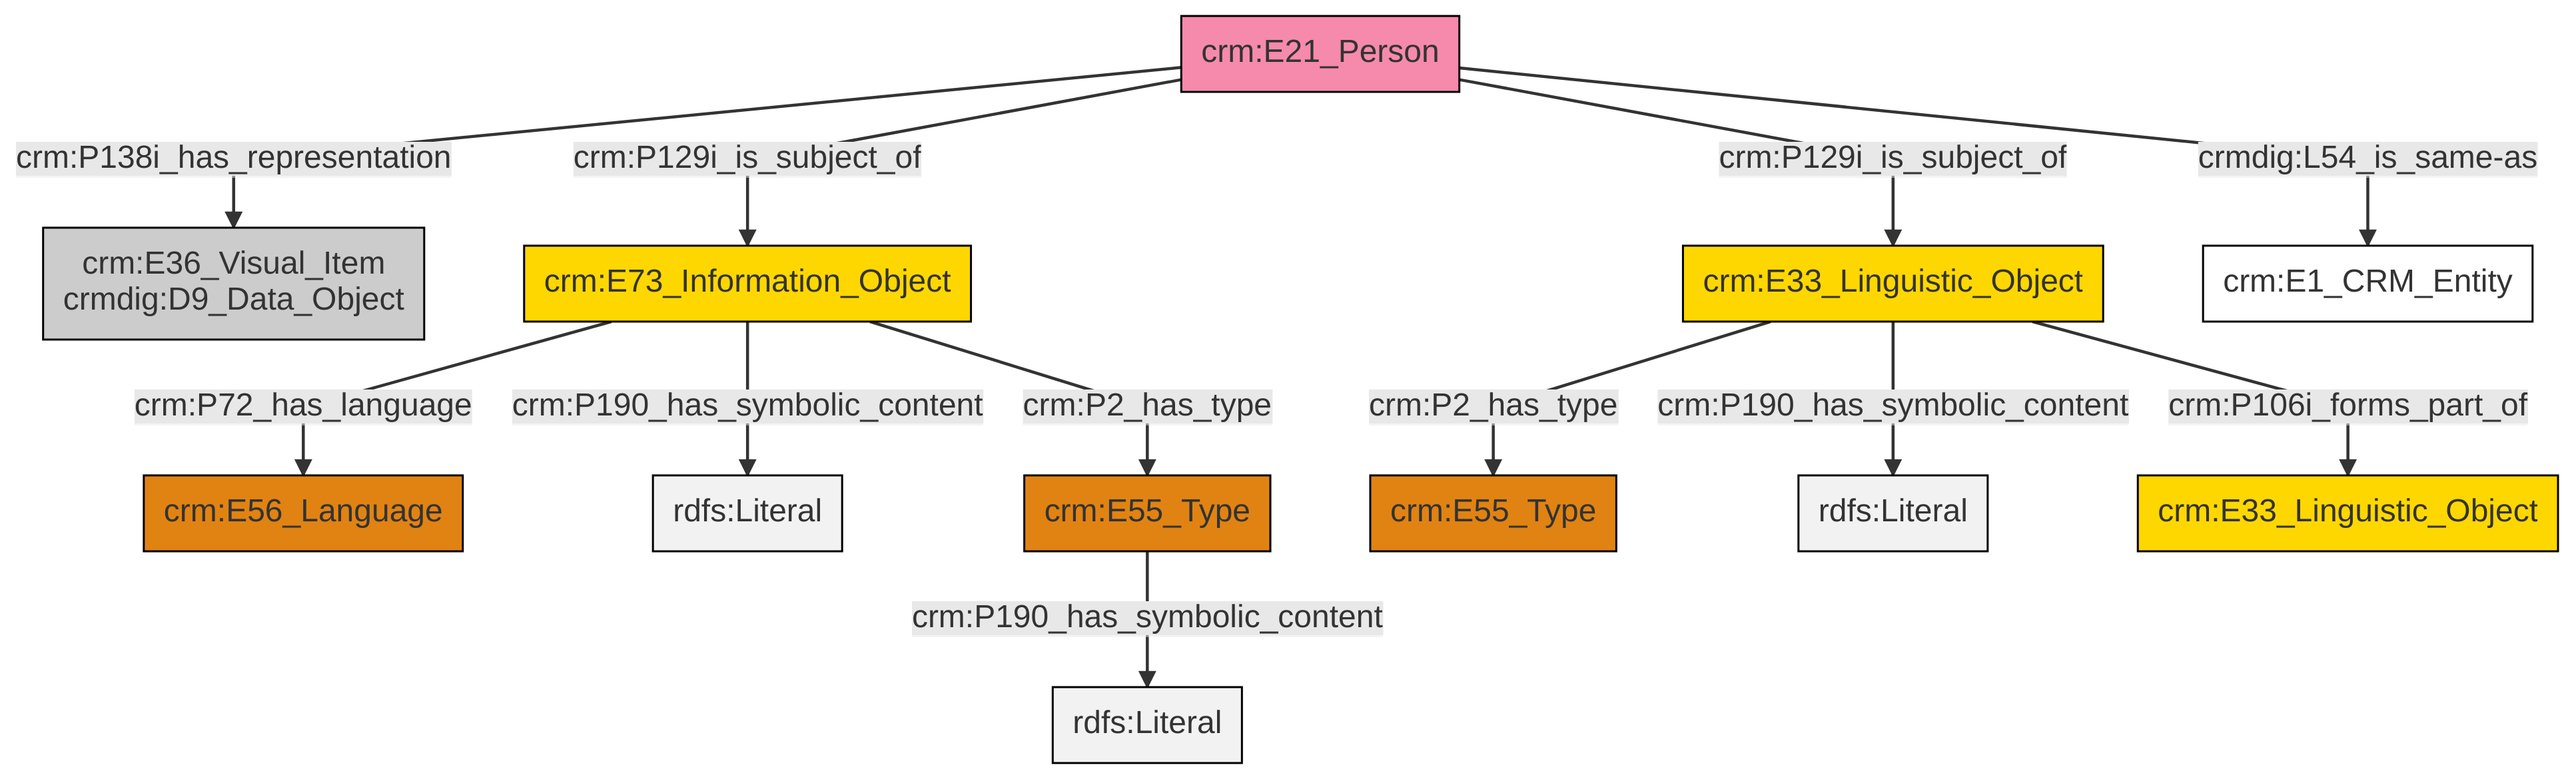 crm:E21_Person
crm:P138i_has_representation
crm:P129i_is_subject_of
crm:P129i_is_subject_of
crmdig:L54_is_same-as
crm:E36_Visual_Item
crmdig:D9_Data_Object
crm:E73_Information_Object
crm:E33_Linguistic_Object
crm:E1_CRM_Entity
crm:P72_has_language
crm:P190_has_symbolic_content
crm:P2_has_type
crm:P2_has_type
crm:P190_has_symbolic_content
crm:P106i_forms_part_of
crm:E56_Language
rdfs:Literal
crm:E55_Type
crm:E55_Type
rdfs:Literal
crm:E33_Linguistic_Object
crm:P190_has_symbolic_content
rdfs:Literal